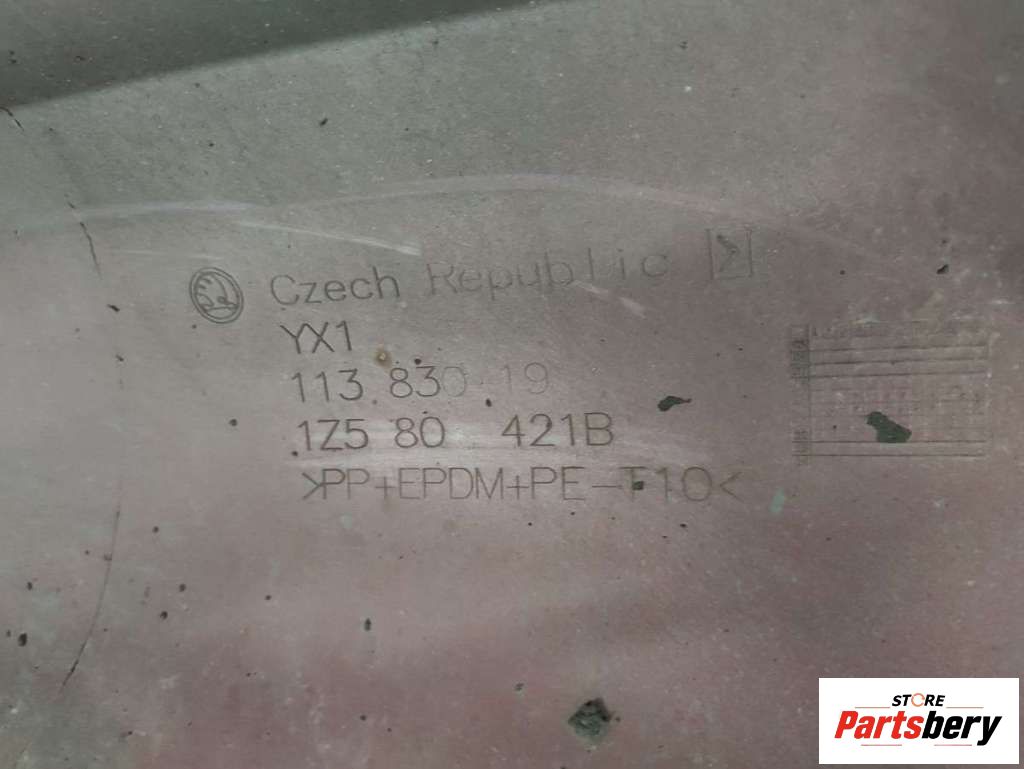 Czech Republic
YX1
113.830-19
1Z5 80 421B
>PP+EPDM+PE-T10<
STORE
Partsbery